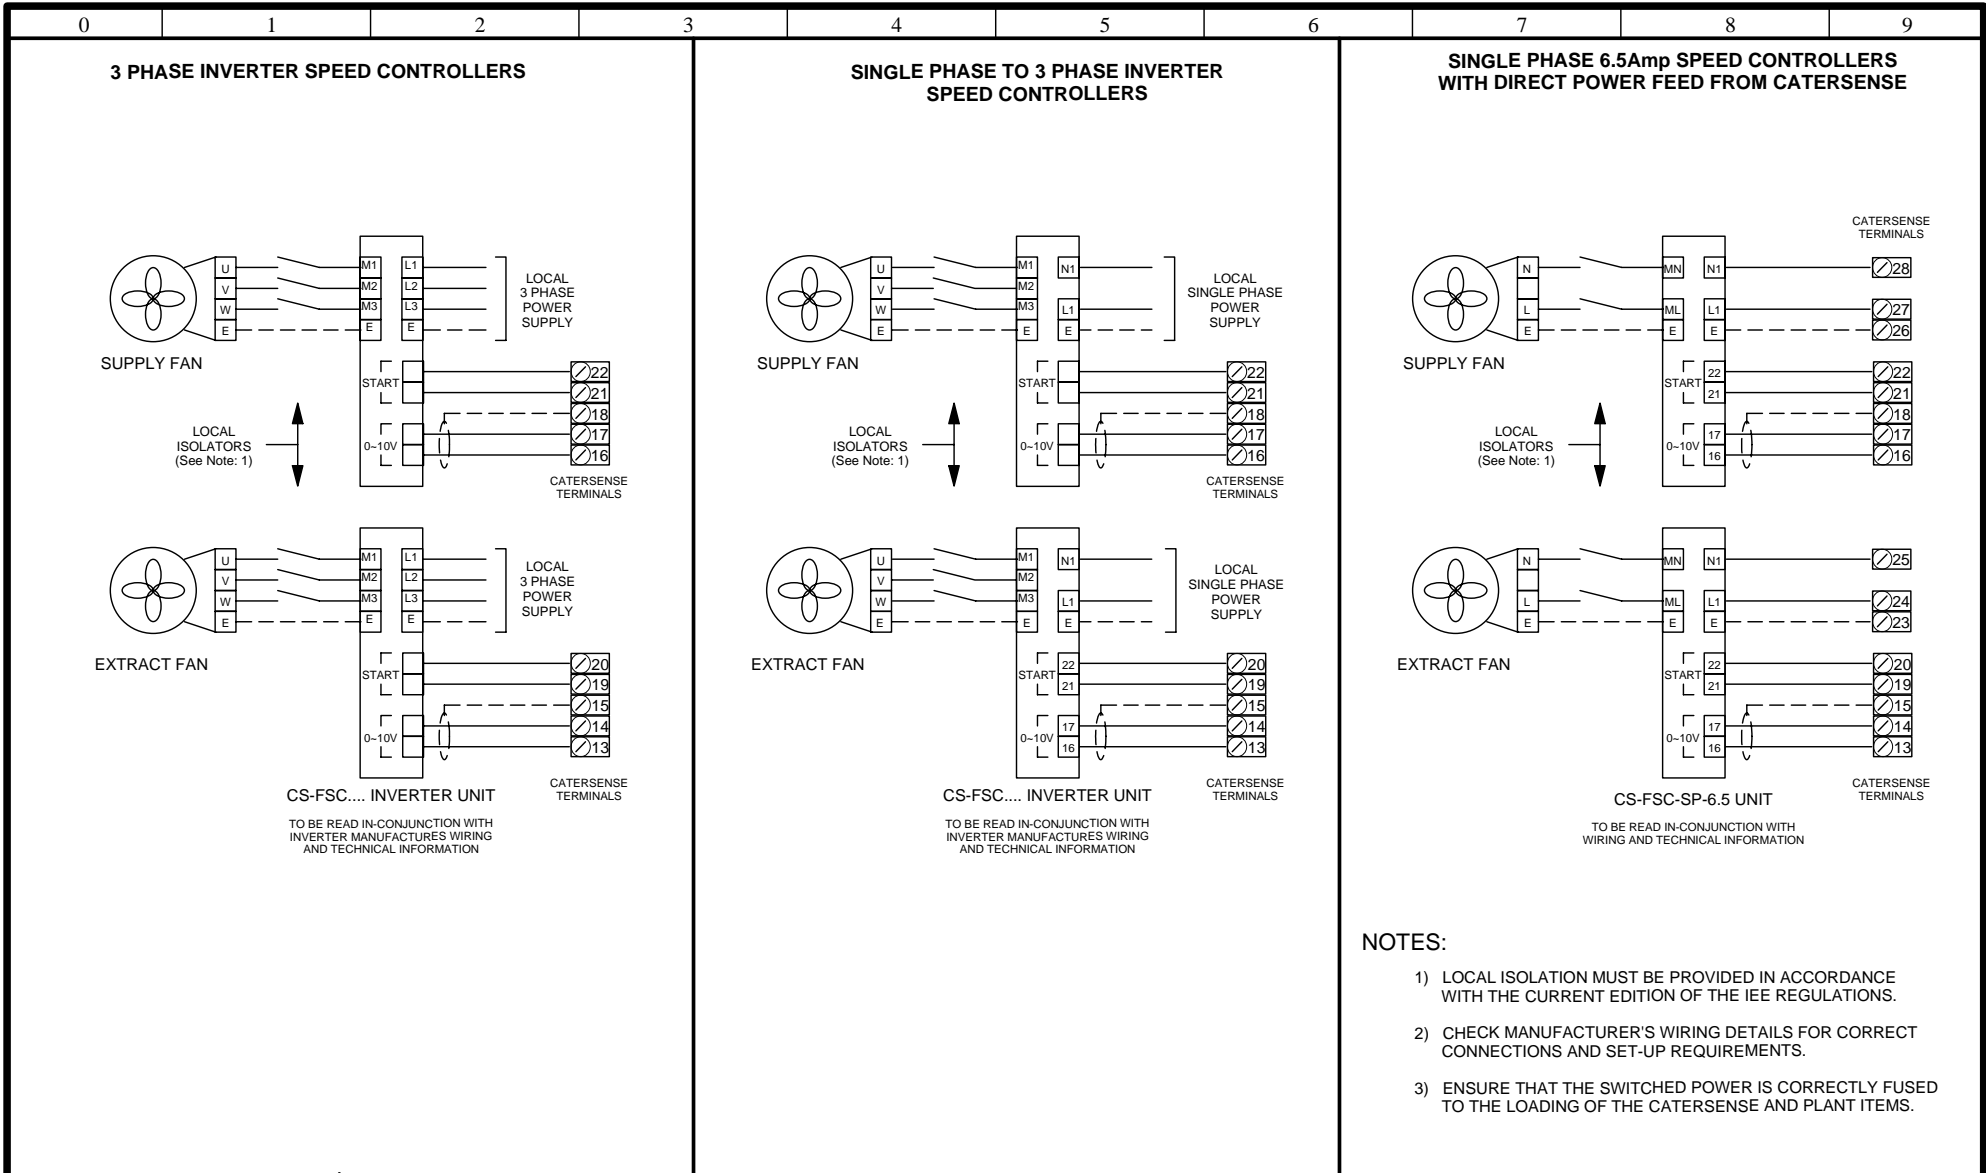 0 1 2 3 4 5 6 7 8 9
3 PHASE INVERTER SPEED CONTROLLERS
U
V
W
E
M1
M2
M3
E
L1
L2
L3
E
LOCAL
3 PHASE
POWER
SUPPLY
SUPPLY FAN
START
0~10V
22
21
18
17
16
LOCAL
ISOLATORS
(See Note: 1)
CATERSENSE
TERMINALS
U
V
W
E
M1
M2
M3
E
L1
L2
L3
E
LOCAL
3 PHASE
POWER
SUPPLY
EXTRACT FAN
START
0~10V
20
19
15
14
13
CATERSENSE
TERMINALS
CS-FSC.... INVERTER UNIT
TO BE READ IN-CONJUNCTION WITH
INVERTER MANUFACTURES WIRING
AND TECHNICAL INFORMATION
SINGLE PHASE TO 3 PHASE INVERTER
SPEED CONTROLLERS
U
V
W
E
M1
M2
M3
E
N1
L1
E
LOCAL
SINGLE PHASE
POWER
SUPPLY
SUPPLY FAN
START
0~10V
22
21
18
17
16
LOCAL
ISOLATORS
(See Note: 1)
CATERSENSE
TERMINALS
U
V
W
E
M1
M2
M3
E
N1
L1
E
LOCAL
SINGLE PHASE
POWER
SUPPLY
EXTRACT FAN
START
22
21
0~10V
17
16
20
19
15
14
13
CATERSENSE
TERMINALS
CS-FSC.... INVERTER UNIT
TO BE READ IN-CONJUNCTION WITH
INVERTER MANUFACTURES WIRING
AND TECHNICAL INFORMATION
SINGLE PHASE 6.5Amp SPEED CONTROLLERS
WITH DIRECT POWER FEED FROM CATERSENSE
CATERSENSE
TERMINALS
N
L
E
MN
ML
E
N1
L1
E
28
27
26
SUPPLY FAN
START
22
21
0~10V
17
16
22
21
18
17
16
LOCAL
ISOLATORS
(See Note: 1)
N
L
E
MN
ML
E
N1
L1
E
25
24
23
EXTRACT FAN
START
22
21
0~10V
17
16
20
19
15
14
13
CATERSENSE
TERMINALS
CS-FSC-SP-6.5 UNIT
TO BE READ IN-CONJUNCTION WITH
WIRING AND TECHNICAL INFORMATION
NOTES:
1) LOCAL ISOLATION MUST BE PROVIDED IN ACCORDANCE
WITH THE CURRENT EDITION OF THE IEE REGULATIONS.
2) CHECK MANUFACTURER'S WIRING DETAILS FOR CORRECT
CONNECTIONS AND SET-UP REQUIREMENTS.
3) ENSURE THAT THE SWITCHED POWER IS CORRECTLY FUSED
TO THE LOADING OF THE CATERSENSE AND PLANT ITEMS.